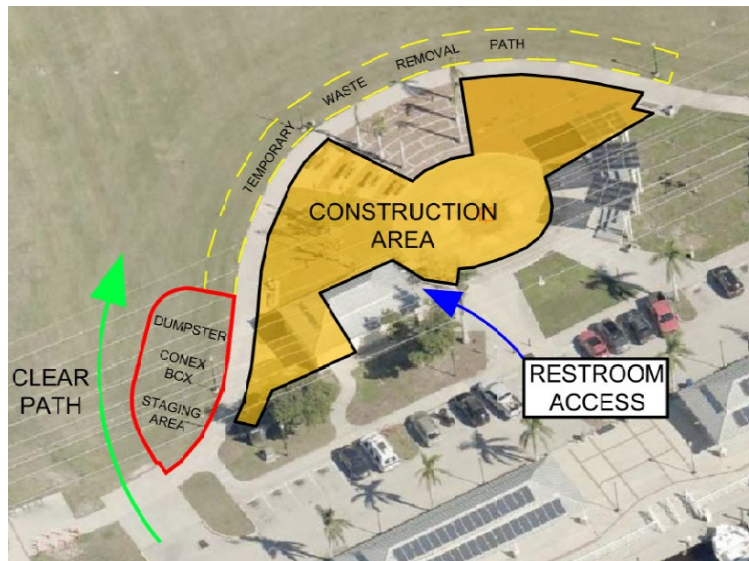 TEMPORARY WASTE REMOVAL PATH
CONSTRUCTION
AREA
DUMPSTER
CONEX
BOX
STAGING
AREA
CLEAR
PATH
RESTROOM
ACCESS